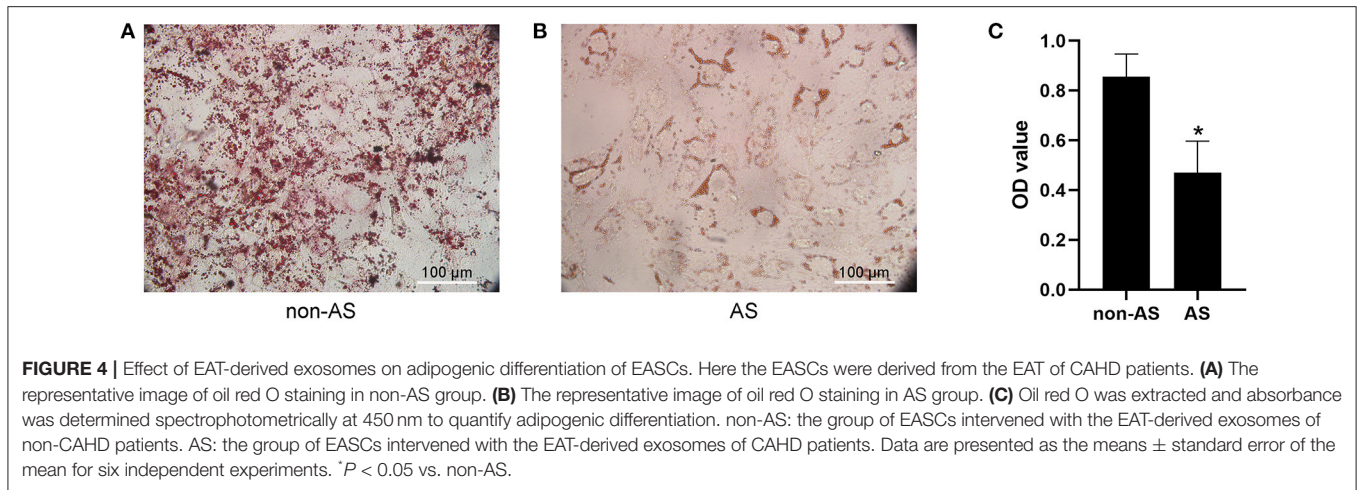 A
100 µm
non-AS
B
100 µm
AS
C
1.0
0.8
0.6
0.4
0.2
0.0
OD value
*
non-AS AS
FIGURE 4 | Effect of EAT-derived exosomes on adipogenic differentiation of EASCs. Here the EASCs were derived from the EAT of CAHD patients. (A) The
representative image of oil red O staining in non-AS group. (B) The representative image of oil red O staining in AS group. (C) Oil red O was extracted and absorbance
was determined spectrophotometrically at 450 nm to quantify adipogenic differentiation. non-AS: the group of EASCs intervened with the EAT-derived exosomes of
non-CAHD patients. AS: the group of EASCs intervened with the EAT-derived exosomes of CAHD patients. Data are presented as the means ± standard error of the
mean for six independent experiments. *P < 0.05 vs. non-AS.